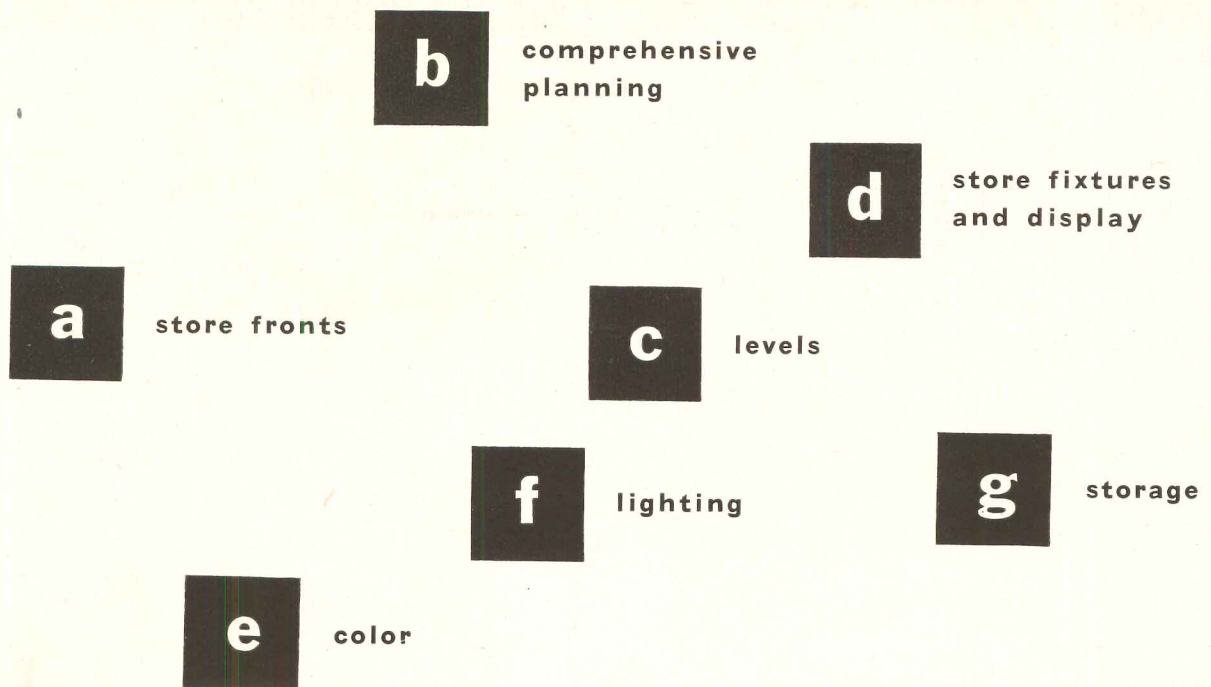 b comprehensive
planning
d store fixtures
and display
a store fronts
c levels
f lighting
g storage
e color